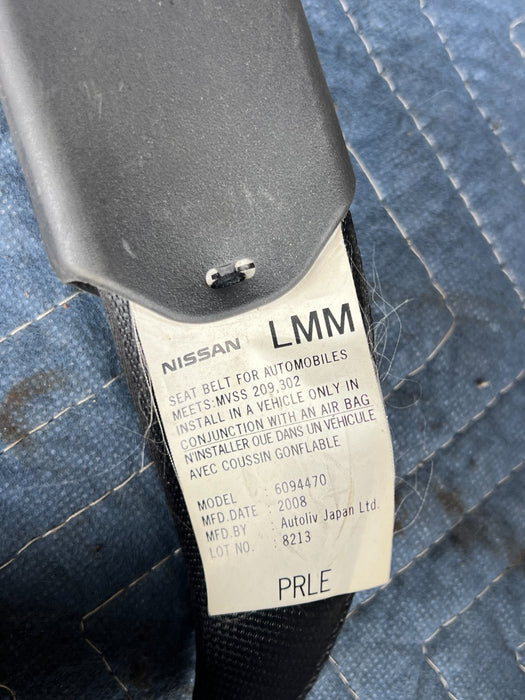 NISSAN LMM
SEAT BELT FOR AUTOMOBILES
MEETS:MVSS 209,302
INSTALL IN A VEHICLE ONLY IN
CONJUNCTION WITH AN AIR BAG
N'INSTALLER QUE DANS UN VÉHICULE
AVEC COUSSIN GONFLABLE
MODEL : 6094470
MFD.DATE : 2008
MFD.BY : Autoliv Japan Ltd.
LOT NO. : 8213
PRLE